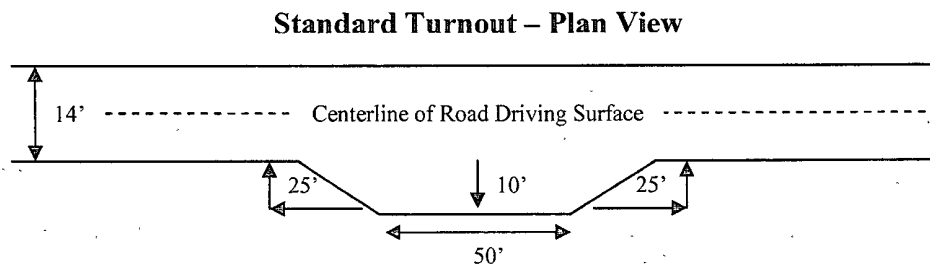 Standard Turnout – Plan View
14' Centerline of Road Driving Surface
25' 10' 25'
50'